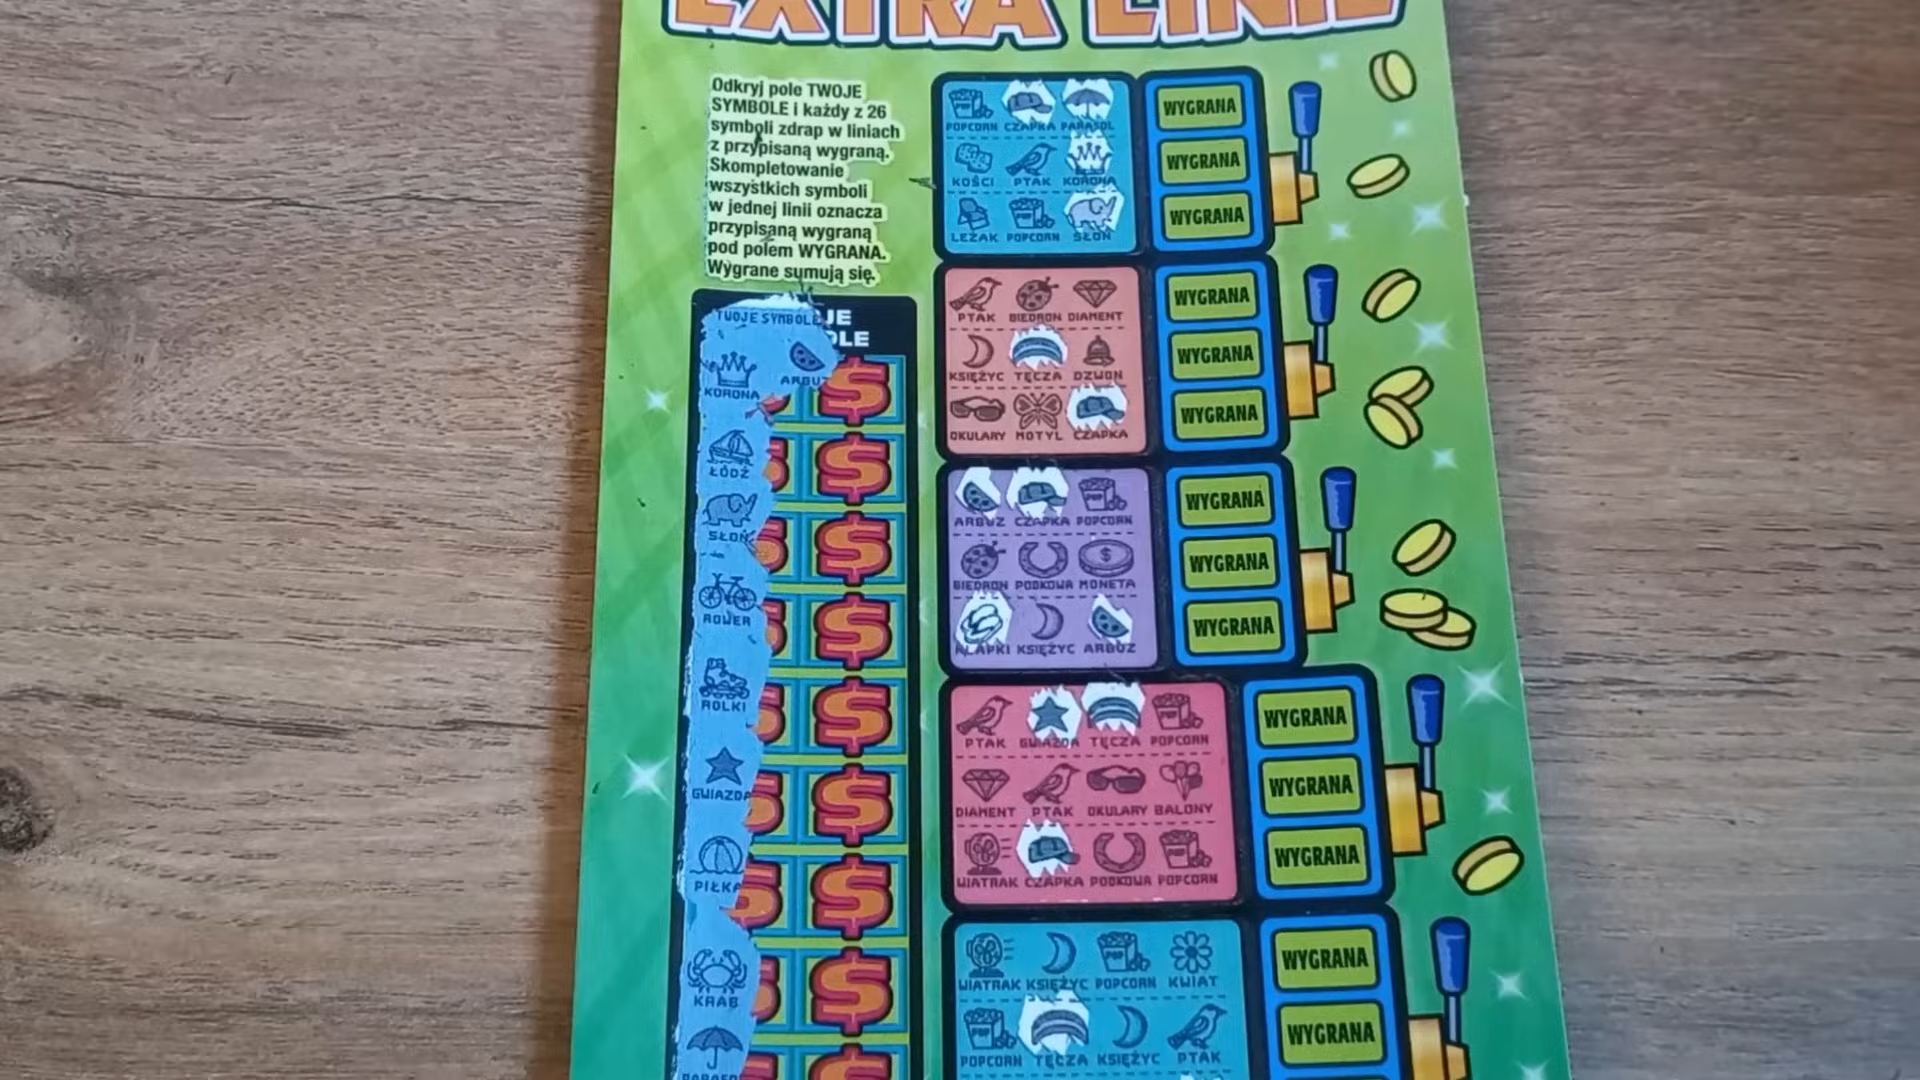 EXTRA LINIE
Odkryj pole TWOJE
SYMBOLE i każdy z 26
symboli zdrap w liniach
z przypisaną wygraną.
Skompletowanie
wszystkich symboli
w jednej linii oznacza
przypisaną wygraną
pod polem WYGRANA.
Wygrane sumują się.
TWOJE SYMBOLE
JE
OLE
KORONA
ARBUZ
ŁÓDŹ
SŁOŃ
ROWER
ROLKI
GWIAZDA
PIŁKA
KRAB
POPCORN CZAPKA PARASOL
KOŚCI PTAK KORONA
LEŻAK POPCORN SŁOŃ
WYGRANA
WYGRANA
WYGRANA
PTAK BIEDRON DIAMENT
KSIĘŻYC TĘCZA DZWON
OKULARY MOTYL CZAPKA
WYGRANA
WYGRANA
WYGRANA
ARBUZ CZAPKA POPCORN
BIEDRON PODKOWA MONETA
KLAPKI KSIĘŻYC ARBUZ
WYGRANA
WYGRANA
WYGRANA
PTAK GWIAZDA TĘCZA POPCORN
DIAMENT PTAK OKULARY BALONY
WIATRAK CZAPKA PODKOWA POPCORN
WYGRANA
WYGRANA
WYGRANA
WIATRAK KSIĘŻYC POPCORN KWIAT
POPCORN TĘCZA KSIĘŻYC PTAK
WYGRANA
WYGRANA